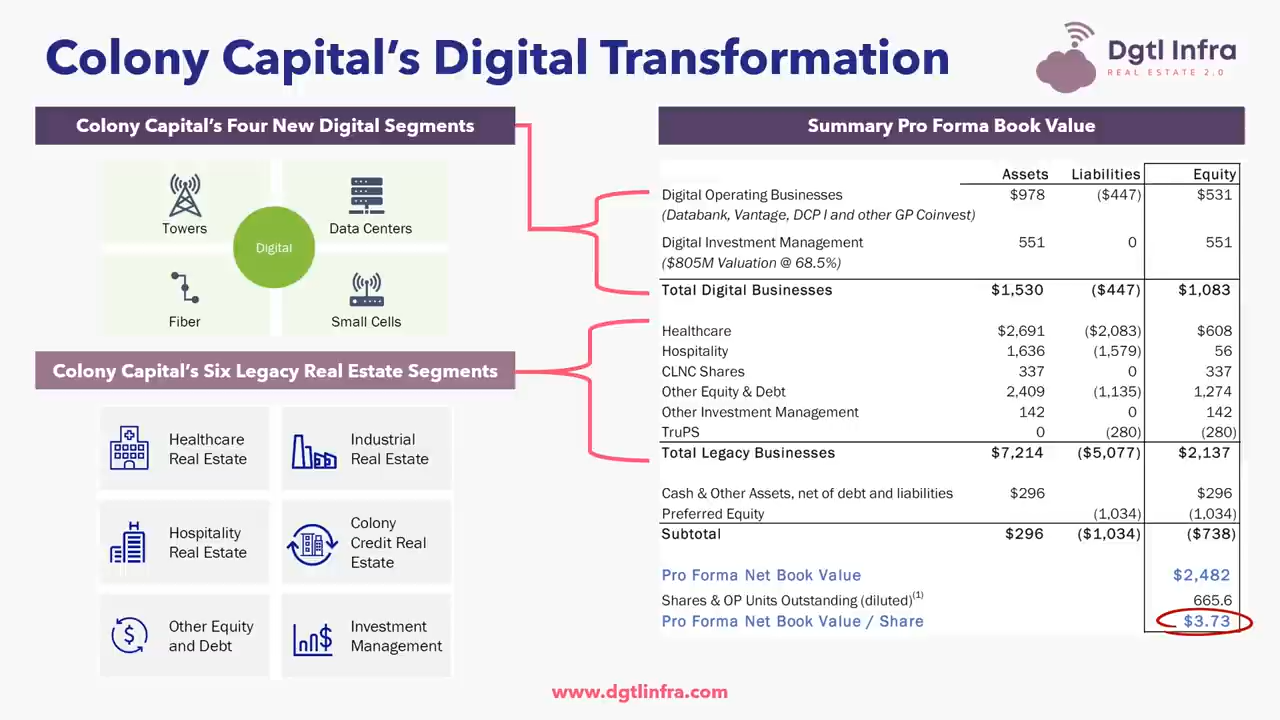 Colony Capital's Digital Transformation
Dgtl Infra
REAL ESTATE 2.0
Colony Capital's Four New Digital Segments
Towers
Data Centers
Digital
Fiber
Small Cells
Colony Capital's Six Legacy Real Estate Segments
Healthcare
Real Estate
Industrial
Real Estate
Hospitality
Real Estate
Colony
Credit Real
Estate
Other Equity
and Debt
Investment
Management
Summary Pro Forma Book Value
Assets Liabilities Equity
Digital Operating Businesses $978 ($447) $531
(Databank, Vantage, DCP I and other GP Coinvest)
Digital Investment Management 551 0 551
($805M Valuation @ 68.5%)
Total Digital Businesses $1,530 ($447) $1,083
Healthcare $2,691 ($2,083) $608
Hospitality 1,636 (1,579) 56
CLNC Shares 337 0 337
Other Equity & Debt 2,409 (1,135) 1,274
Other Investment Management 142 0 142
TruPS 0 (280) (280)
Total Legacy Businesses $7,214 ($5,077) $2,137
Cash & Other Assets, net of debt and liabilities $296 $296
Preferred Equity (1,034) (1,034)
Subtotal $296 ($1,034) ($738)
Pro Forma Net Book Value $2,482
Shares & OP Units Outstanding (diluted)(1) 665.6
Pro Forma Net Book Value / Share $3.73
www.dgtlinfra.com